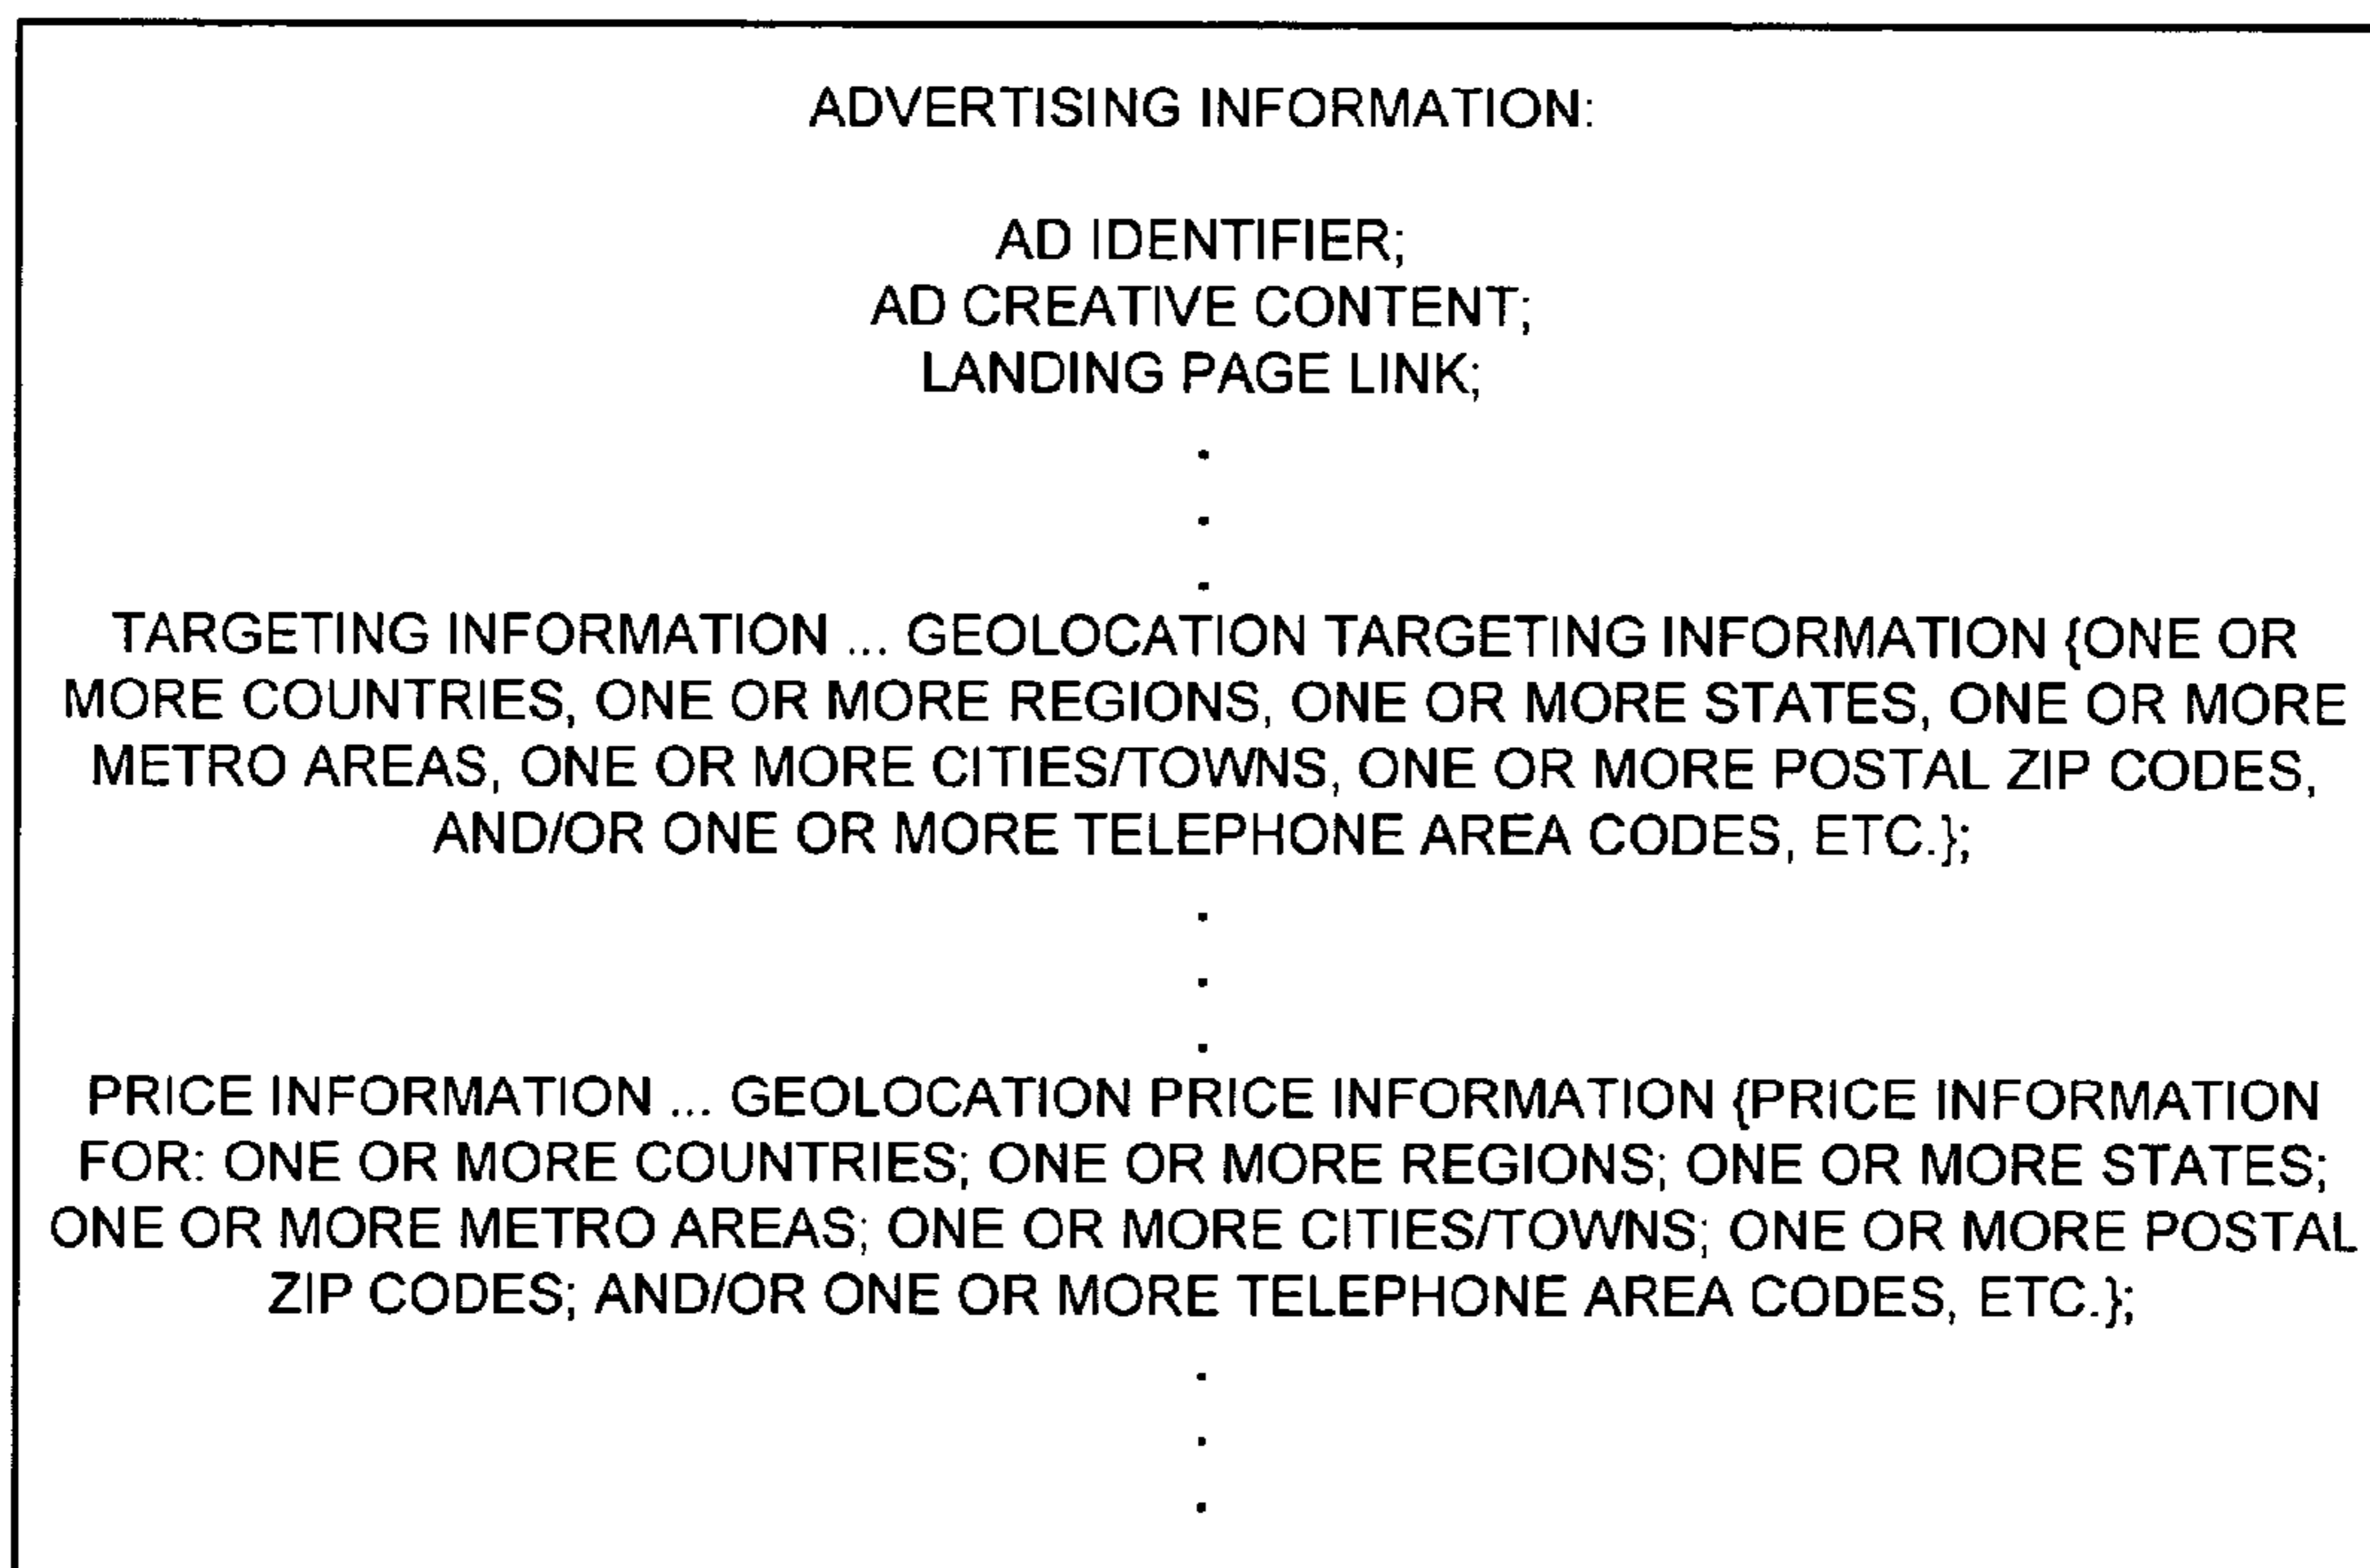 ADVERTISING INFORMATION:
AD IDENTIFIER;
AD CREATIVE CONTENT;
LANDING PAGE LINK;
.
.
.
TARGETING INFORMATION ... GEOLOCATION TARGETING INFORMATION {ONE OR
MORE COUNTRIES, ONE OR MORE REGIONS, ONE OR MORE STATES, ONE OR MORE
METRO AREAS, ONE OR MORE CITIES/TOWNS, ONE OR MORE POSTAL ZIP CODES,
AND/OR ONE OR MORE TELEPHONE AREA CODES, ETC.};
.
.
.
PRICE INFORMATION ... GEOLOCATION PRICE INFORMATION {PRICE INFORMATION
FOR: ONE OR MORE COUNTRIES; ONE OR MORE REGIONS; ONE OR MORE STATES;
ONE OR MORE METRO AREAS; ONE OR MORE CITIES/TOWNS; ONE OR MORE POSTAL
ZIP CODES; AND/OR ONE OR MORE TELEPHONE AREA CODES, ETC.};
.
.
.